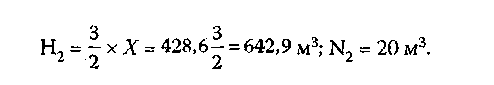 H₂ = 3/2 × X = 428,6 3/2 = 642,9 м³; N₂ = 20 м³.